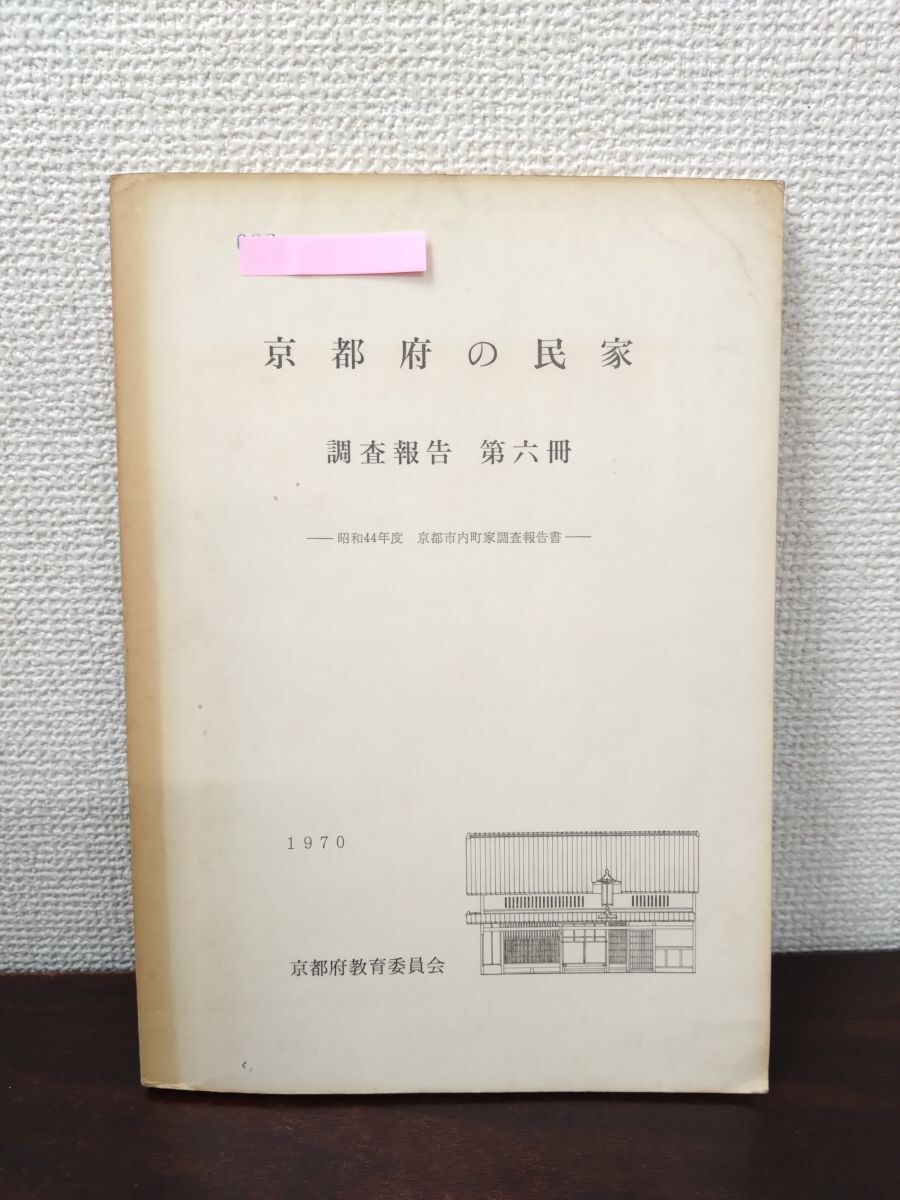 京都府の民家
調査報告 第六冊
―昭和44年度 京都市内町家調査報告書―
1970
京都府教育委員会